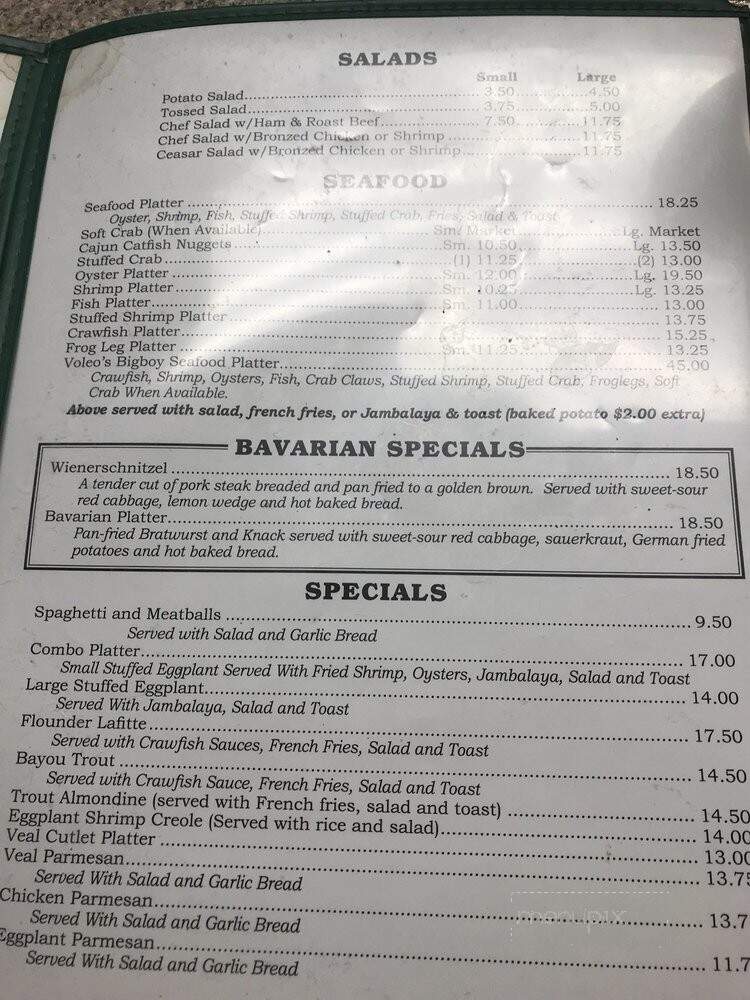 SALADS
Small Large
Potato Salad 3.50 4.50
Tossed Salad 3.75 5.00
Chef Salad w/Ham & Roast Beef 7.50 11.75
Chef Salad w/Bronzed Chicken or Shrimp 11.75
Ceasar Salad w/Bronzed Chicken or Shrimp 11.75
SEAFOOD
Seafood Platter 18.25
Oyster, Shrimp, Fish, Stuffed Shrimp, Stuffed Crab, Fries, Salad & Toast
Soft Crab (When Available) Sm. Market Lg. Market
Cajun Catfish Nuggets Sm. 10.50 Lg. 13.50
Stuffed Crab (1) 11.25 (2) 13.00
Oyster Platter Sm. 12.00 Lg. 19.50
Shrimp Platter Sm. 10.25 Lg. 13.25
Fish Platter Sm. 11.00 13.00
Stuffed Shrimp Platter 13.75
Crawfish Platter 15.25
Frog Leg Platter Sm. 11.25 13.25
Voleo's Bigboy Seafood Platter 45.00
Crawfish, Shrimp, Oysters, Fish, Crab Claws, Stuffed Shrimp, Stuffed Crab, Froglegs, Soft
Crab When Available.
Above served with salad, french fries, or Jambalaya & toast (baked potato $2.00 extra)
BAVARIAN SPECIALS
Wienerschnitzel 18.50
A tender cut of pork steak breaded and pan fried to a golden brown. Served with sweet-sour
red cabbage, lemon wedge and hot baked bread.
Bavarian Platter 18.50
Pan-fried Bratwurst and Knack served with sweet-sour red cabbage, sauerkraut, German fried
potatoes and hot baked bread.
SPECIALS
Spaghetti and Meatballs 9.50
Served with Salad and Garlic Bread
Combo Platter 17.00
Small Stuffed Eggplant Served With Fried Shrimp, Oysters, Jambalaya, Salad and Toast
Large Stuffed Eggplant 14.00
Served With Jambalaya, Salad and Toast
Flounder Lafitte 17.50
Served with Crawfish Sauces, French Fries, Salad and Toast
Bayou Trout 14.50
Served with Crawfish Sauce, French Fries, Salad and Toast
Trout Almondine (served with French fries, salad and toast) 14.50
Eggplant Shrimp Creole (Served with rice and salad) 14.00
Veal Cutlet Platter 13.00
Veal Parmesan 13.75
Served With Salad and Garlic Bread
Chicken Parmesan 13.7
Served With Salad and Garlic Bread
Eggplant Parmesan 11.7
Served With Salad and Garlic Bread
menupix